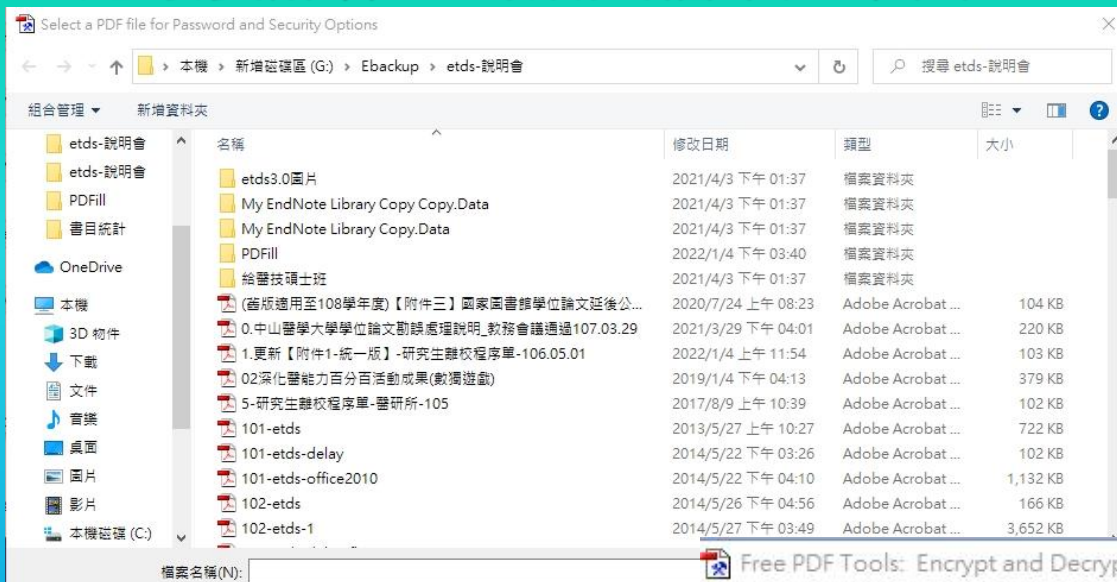 Select a PDF file for Password and Security Options
本機 › 新增磁碟區 (G:) › Ebackup › etds-說明會
搜尋 etds-說明會
組合管理 新增資料夾
etds-說明會 名稱 修改日期 類型 大小
etds-說明會 etds3.0圖片 2021/4/3 下午 01:37 檔案資料夾
PDFill My EndNote Library Copy Copy.Data 2021/4/3 下午 01:37 檔案資料夾
書目統計 My EndNote Library Copy.Data 2021/4/3 下午 01:37 檔案資料夾
PDFill 2022/1/4 下午 03:40 檔案資料夾
OneDrive 給醫技碩士班 2021/4/3 下午 01:37 檔案資料夾
本機 (舊版適用至108學年度)【附件三】國家圖書館學位論文延後公... 2020/7/24 上午 08:23 Adobe Acrobat ... 104 KB
3D 物件 0.中山醫學大學學位論文勘誤處理說明_教務會議通過107.03.29 2021/3/29 下午 04:01 Adobe Acrobat ... 220 KB
下載 1.更新【附件1-統一版】-研究生離校程序單-106.05.01 2022/1/4 上午 11:54 Adobe Acrobat ... 103 KB
文件 02深化醫能力百分百活動成果(數獨遊戲) 2019/1/4 下午 04:13 Adobe Acrobat ... 379 KB
音樂 5-研究生離校程序單-醫研所-105 2017/8/9 上午 10:39 Adobe Acrobat ... 102 KB
桌面 101-etds 2013/5/27 上午 10:27 Adobe Acrobat ... 722 KB
圖片 101-etds-delay 2014/5/22 下午 03:26 Adobe Acrobat ... 102 KB
影片 101-etds-office2010 2014/5/22 下午 04:10 Adobe Acrobat ... 1,132 KB
本機磁碟 (C:) 102-etds 2014/5/26 下午 04:56 Adobe Acrobat ... 166 KB
102-etds-1 2014/5/27 下午 03:49 Adobe Acrobat ... 3,652 KB
檔案名稱(N):
Free PDF Tools: Encrypt and Decryp